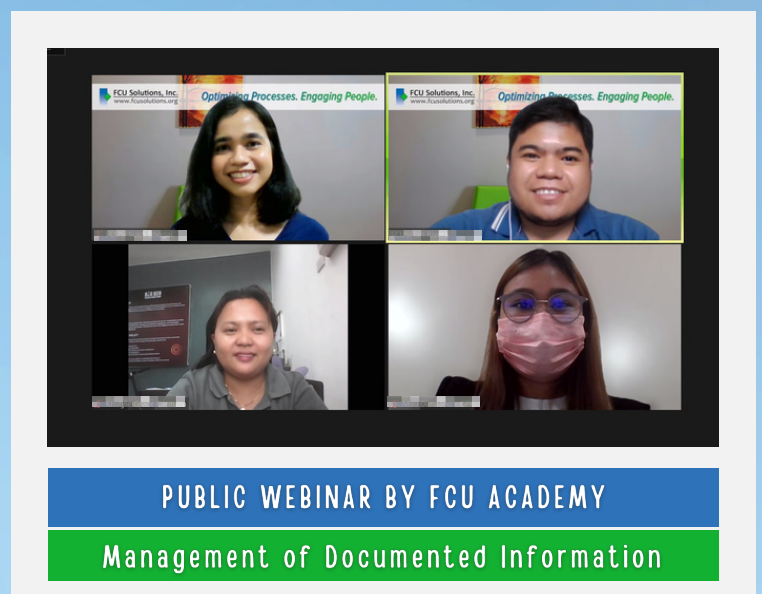 FCU Solutions, Inc.
www.fcusolutions.org
Optimizing Processes. Engaging People.
FCU Solutions, Inc.
www.fcusolutions.org
Optimizing Processes. Engaging People.
PUBLIC WEBINAR BY FCU ACADEMY
Management of Documented Information